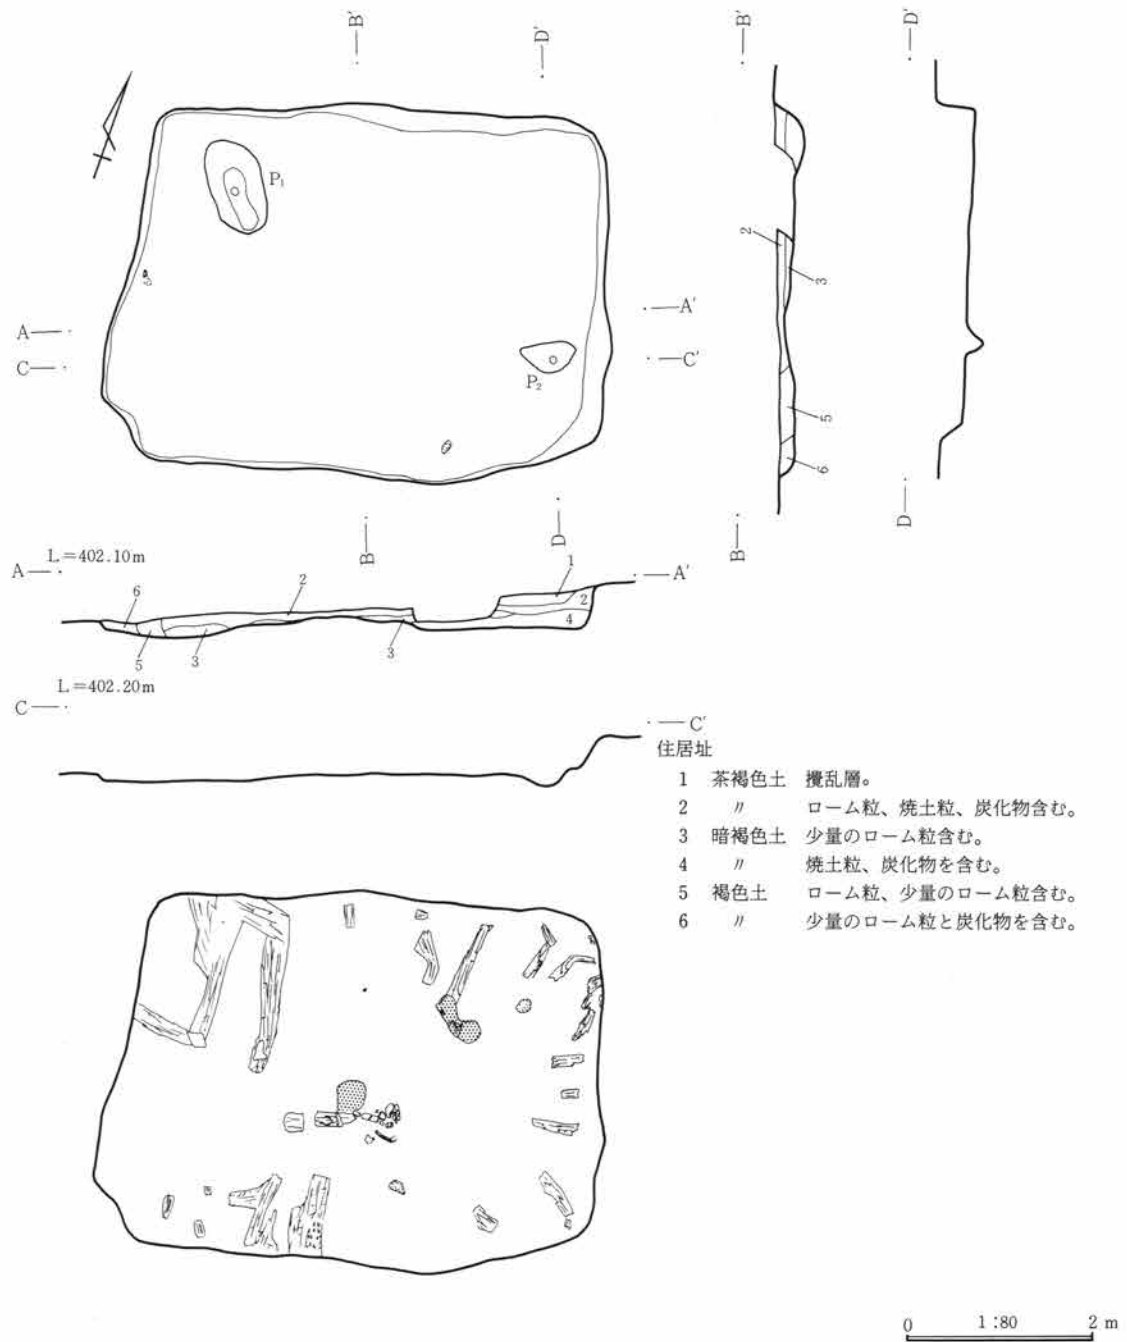 B'
D'
B'
D'
P₁
2
3
A
A'
C
C'
P₂
5
6
B
D
B
D
L=402.10m
A
A'
6
2
1
2
4
5
3
3
L=402.20m
C
C'
住居址
1 茶褐色土 攪乱層。
2 〃 ローム粒、焼土粒、炭化物含む。
3 暗褐色土 少量のローム粒含む。
4 〃 焼土粒、炭化物を含む。
5 褐色土 ローム粒、少量のローム粒含む。
6 〃 少量のローム粒と炭化物を含む。
0 1:80 2 m